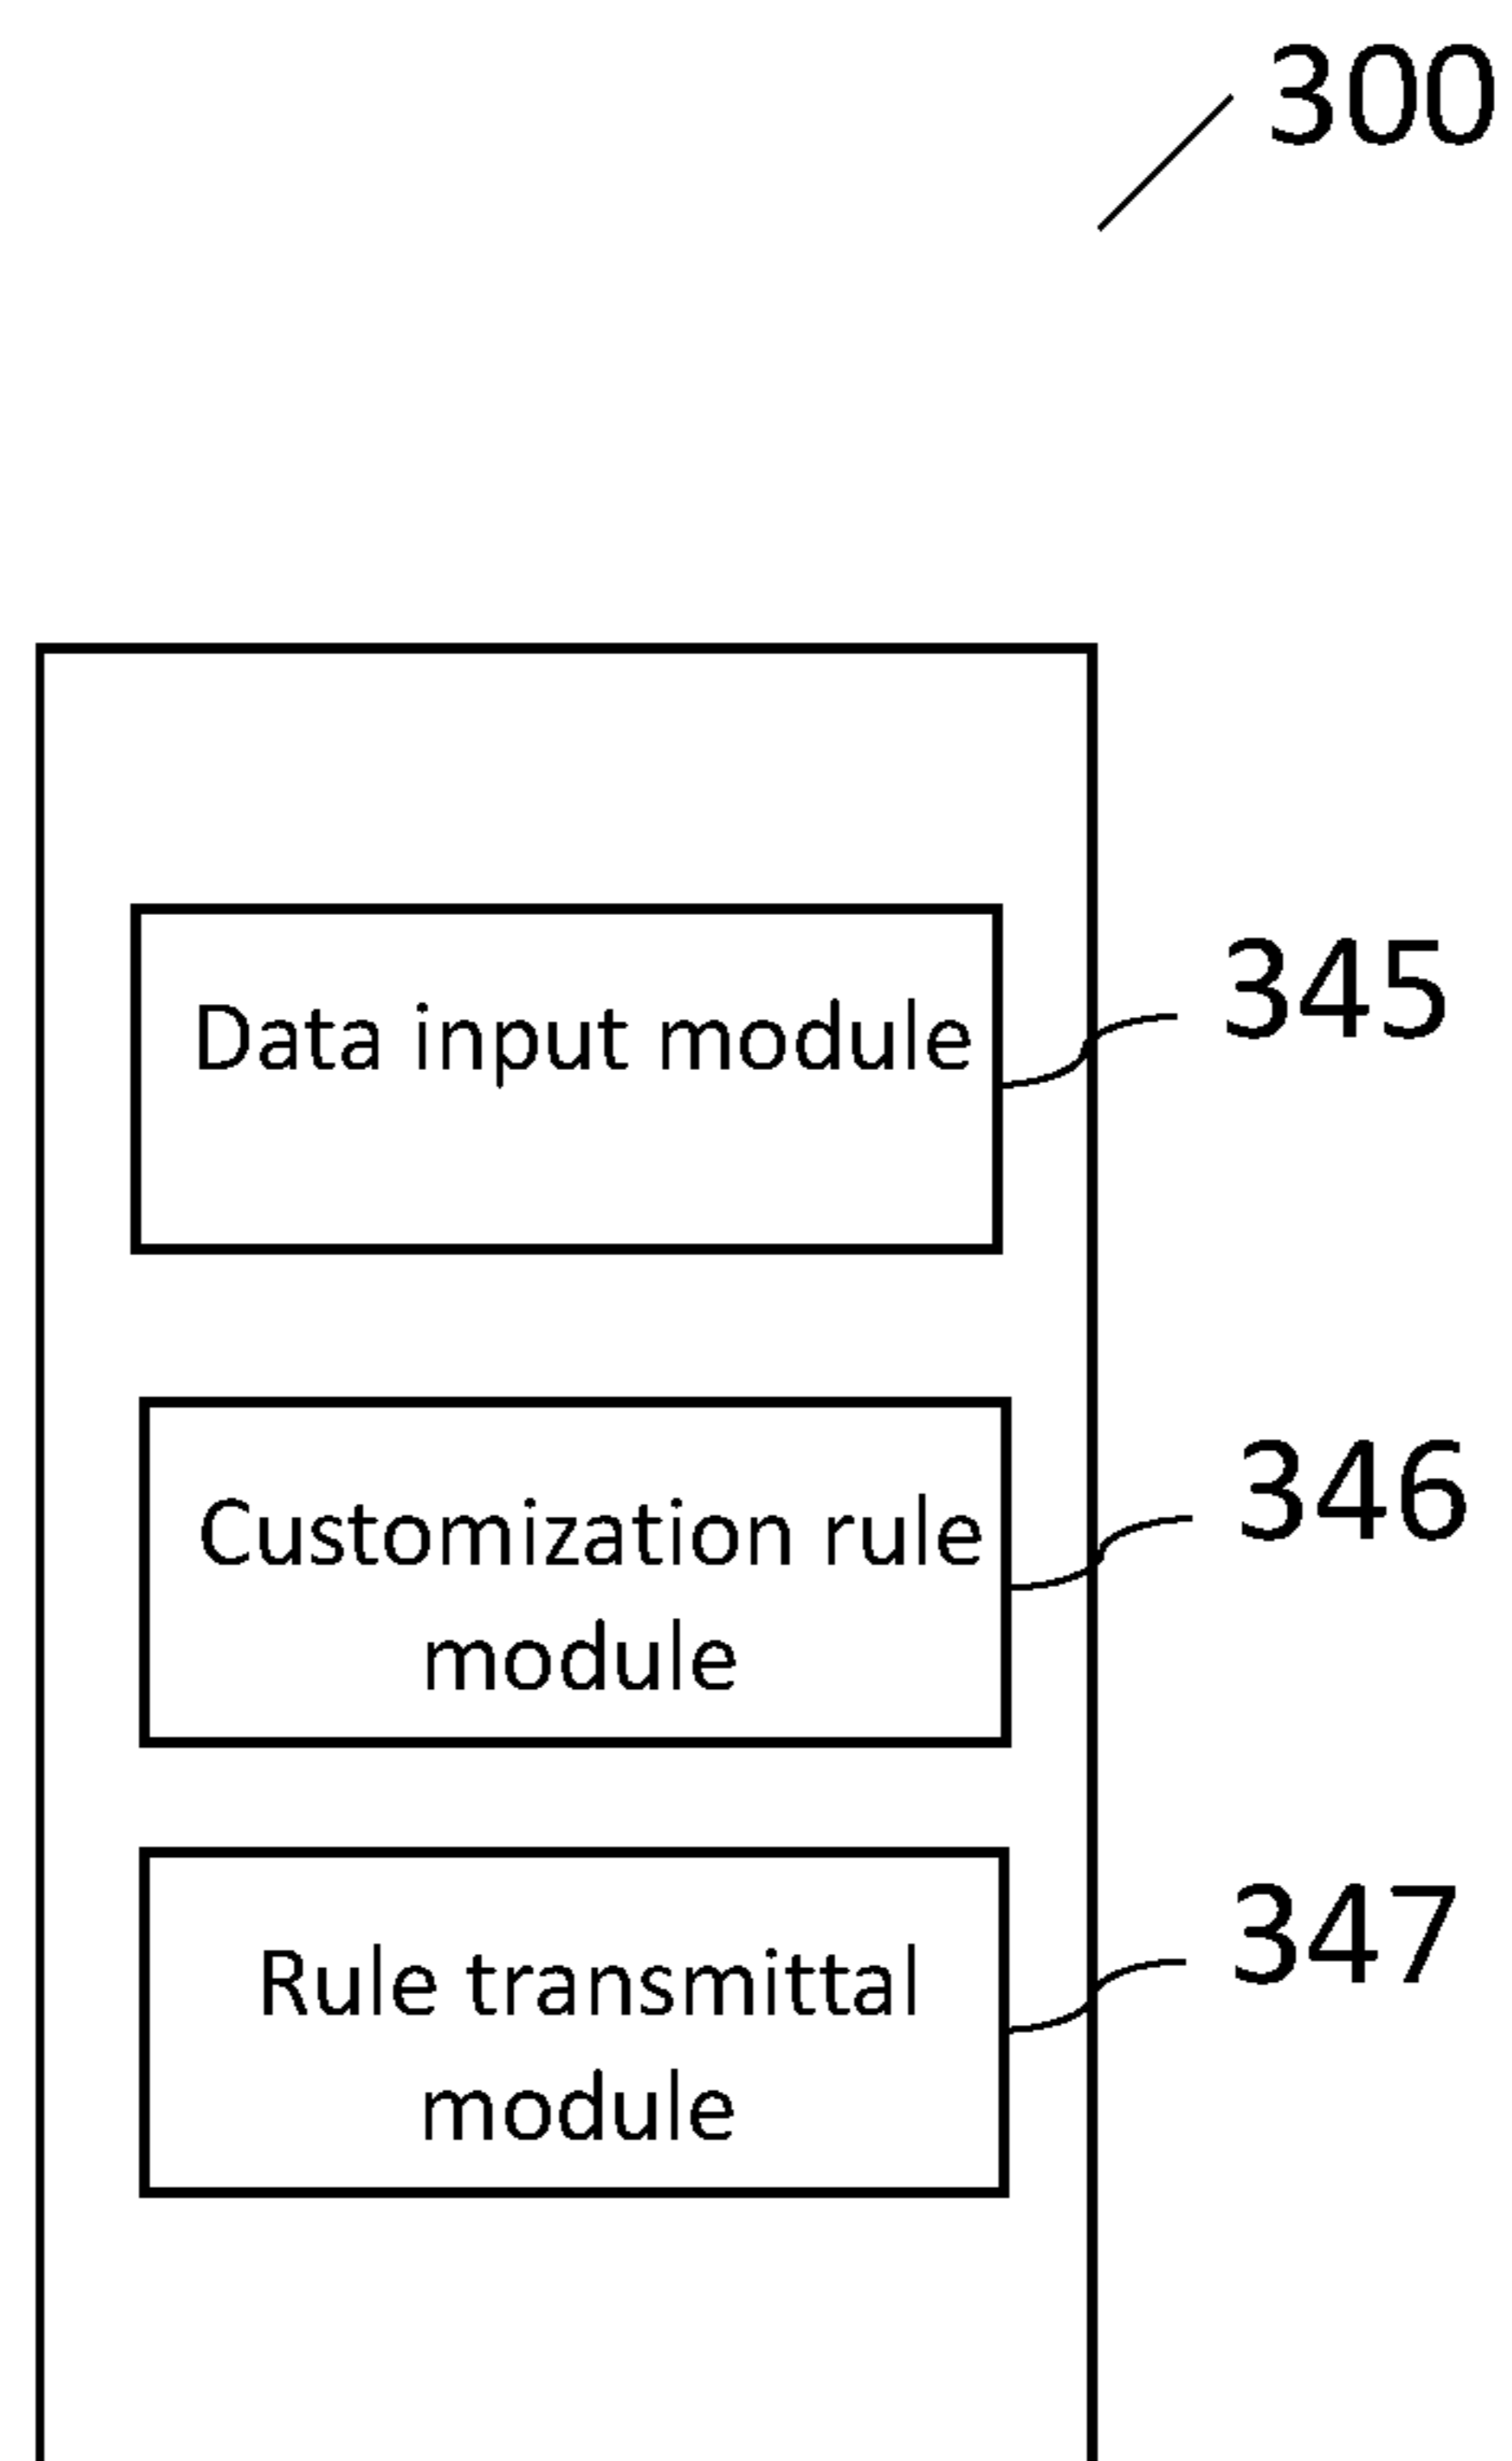 300
Data input module
345
Customization rule
module
346
Rule transmittal
module
347